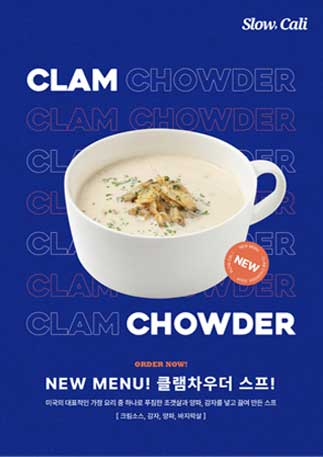 Slow, Cali
CLAM CHOWDER
CLAM CHOWDER
CLAM CHOWDER
CLAM CHOWDER
CLAM CHOWDER
CLAM CHOWDER
CLAM CHOWDER
NEW
ORDER NOW!
NEW MENU! 클램차우더 스프!
미국의 대표적인 가정 요리 중 하나로 푸짐한 조갯살과 양파, 감자를 넣고 끓여 만든 스프
[ 크림소스, 감자, 양파, 바지락살 ]